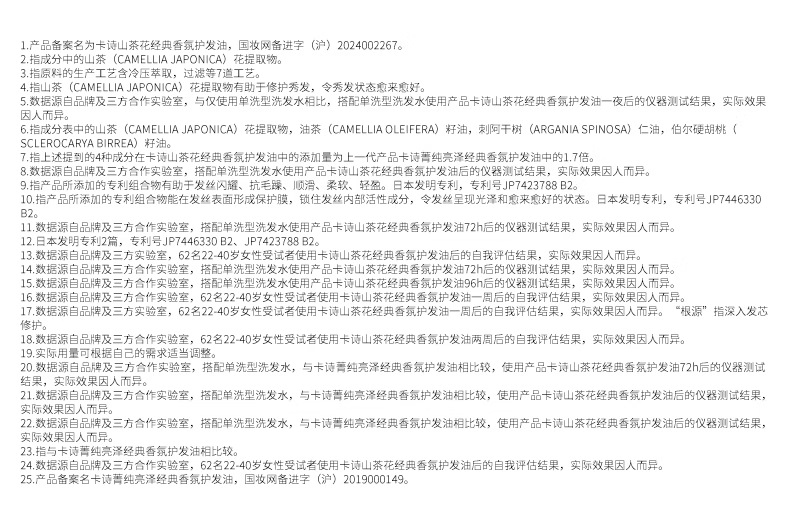 1.产品备案名为卡诗山茶花经典香氛护发油，国妆网备进字（沪）2024002267。
2.指成分中的山茶（CAMELLIA JAPONICA）花提取物。
3.指原料的生产工艺含冷压萃取，过滤等7道工艺。
4.指山茶（CAMELLIA JAPONICA）花提取物有助于修护秀发，令秀发状态愈来愈好。
5.数据源自品牌及三方合作实验室，与仅使用单洗型洗发水相比，搭配单洗型洗发水使用产品卡诗山茶花经典香氛护发油一夜后的仪器测试结果，实际效果
因人而异。
6.指成分表中的山茶（CAMELLIA JAPONICA）花提取物，油茶（CAMELLIA OLEIFERA）籽油，刺阿干树（ARGANIA SPINOSA）仁油，伯尔硬胡桃（
SCLEROCARYA BIRREA）籽油。
7.指上述提到的4种成分在卡诗山茶花经典香氛护发油中的添加量为上一代产品卡诗菁纯亮泽经典香氛护发油中的1.7倍。
8.数据源自品牌及三方合作实验室，搭配单洗型洗发水使用产品卡诗山茶花经典香氛护发油后的仪器测试结果，实际效果因人而异。
9.指产品所添加的专利组合物有助于发丝闪耀、抗毛躁、顺滑、柔软、轻盈。日本发明专利，专利号JP7423788 B2。
10.指产品所添加的专利组合物能在发丝表面形成保护膜，锁住发丝内部活性成分，令发丝呈现光泽和愈来愈好的状态。日本发明专利，专利号JP7446330
B2。
11.数据源自品牌及三方合作实验室，搭配单洗型洗发水使用产品卡诗山茶花经典香氛护发油72h后的仪器测试结果，实际效果因人而异。
12.日本发明专利2篇，专利号JP7446330 B2、JP7423788 B2。
13.数据源自品牌及三方实验室，62名22-40岁女性受试者使用卡诗山茶花经典香氛护发油后的自我评估结果，实际效果因人而异。
14.数据源自品牌及三方合作实验室，搭配单洗型洗发水使用产品卡诗山茶花经典香氛护发油72h后的仪器测试结果，实际效果因人而异。
15.数据源自品牌及三方合作实验室，搭配单洗型洗发水使用产品卡诗山茶花经典香氛护发油96h后的仪器测试结果，实际效果因人而异。
16.数据源自品牌及三方合作实验室，62名22-40岁女性受试者使用卡诗山茶花经典香氛护发油一周后的自我评估结果，实际效果因人而异。
17.数据源自品牌及三方实验室，62名22-40岁女性受试者使用卡诗山茶花经典香氛护发油一周后的自我评估结果，实际效果因人而异。“根源”指深入发芯
修护。
18.数据源自品牌及三方合作实验室，62名22-40岁女性受试者使用卡诗山茶花经典香氛护发油两周后的自我评估结果，实际效果因人而异。
19.实际用量可根据自己的需求适当调整。
20.数据源自品牌及三方合作实验室，搭配单洗型洗发水，与卡诗菁纯亮泽经典香氛护发油相比较，使用产品卡诗山茶花经典香氛护发油72h后的仪器测试
结果，实际效果因人而异。
21.数据源自品牌及三方合作实验室，搭配单洗型洗发水，与卡诗菁纯亮泽经典香氛护发油相比较，使用产品卡诗山茶花经典香氛护发油后的仪器测试结果，
实际效果因人而异。
22.数据源自品牌及三方合作实验室，搭配单洗型洗发水，与卡诗菁纯亮泽经典香氛护发油相比较，使用产品卡诗山茶花经典香氛护发油后的仪器测试结果，
实际效果因人而异。
23.指与卡诗菁纯亮泽经典香氛护发油相比较。
24.数据源自品牌及三方合作实验室，62名22-40岁女性受试者使用卡诗山茶花经典香氛护发油后的自我评估结果，实际效果因人而异。
25.产品备案名卡诗菁纯亮泽经典香氛护发油，国妆网备进字（沪）2019000149。